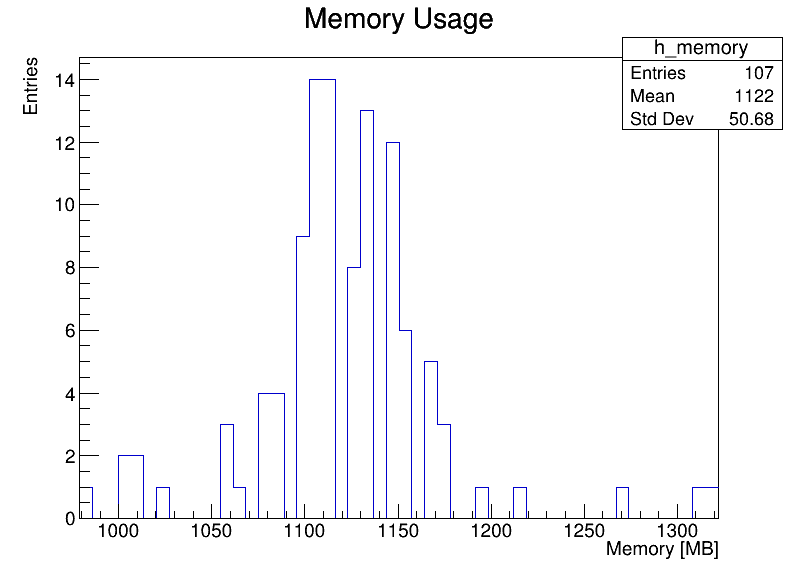 Memory Usage
h_memory
Entries 107
Mean 1122
Std Dev 50.68
Entries
14
12
10
8
6
4
2
0
1000 1050 1100 1150 1200 1250 1300
Memory [MB]